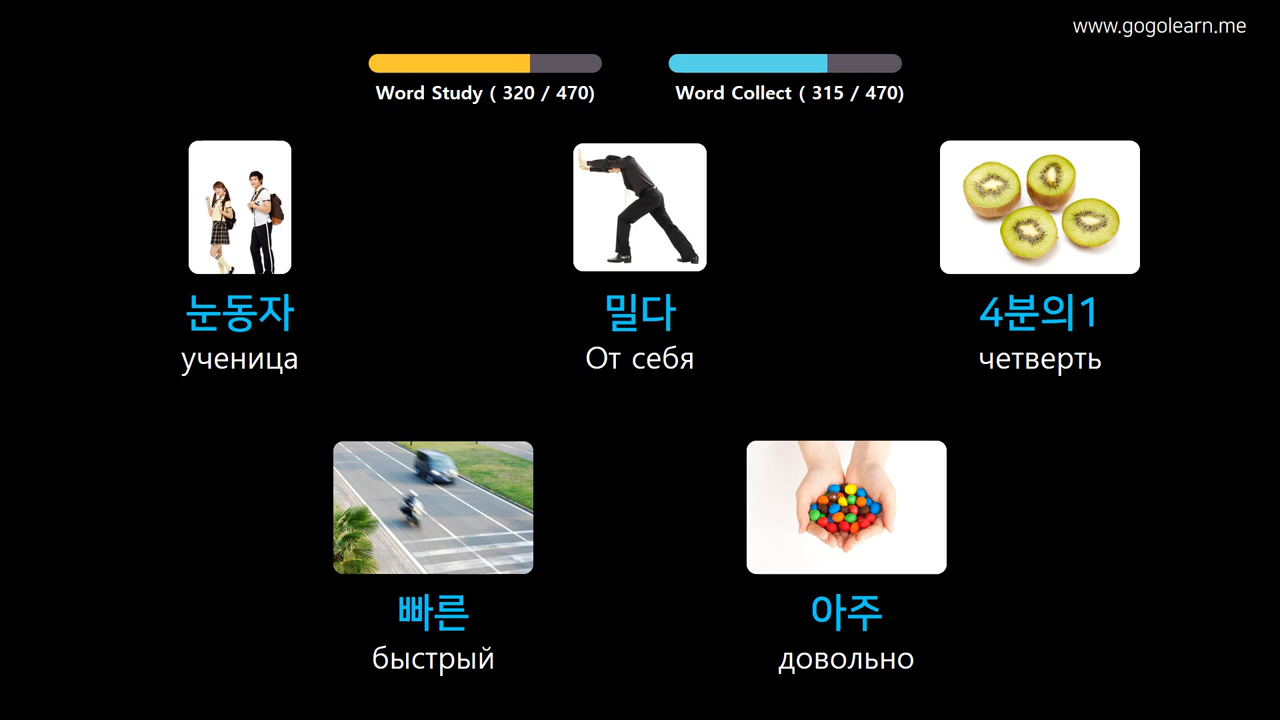 www.gogolearn.me
Word Study ( 320 / 470)
Word Collect ( 315 / 470)
눈동자
ученица
밀다
От себя
4분의1
четверть
빠른
быстрый
아주
довольно